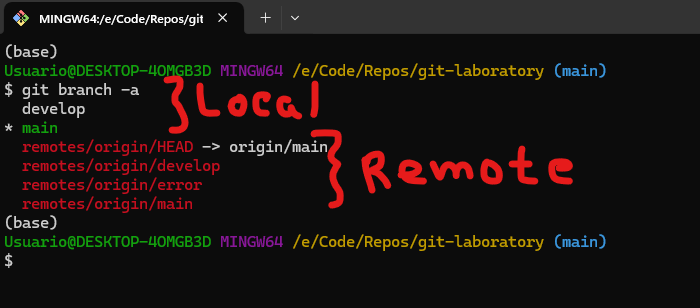 MINGW64:/e/Code/Repos/git
(base)
Usuario@DESKTOP-4OMGB3D MINGW64 /e/Code/Repos/git-laboratory (main)
$ git branch -a
develop
* main
Local
remotes/origin/HEAD -> origin/main
remotes/origin/develop
remotes/origin/error
remotes/origin/main
Remote
(base)
Usuario@DESKTOP-4OMGB3D MINGW64 /e/Code/Repos/git-laboratory (main)
$